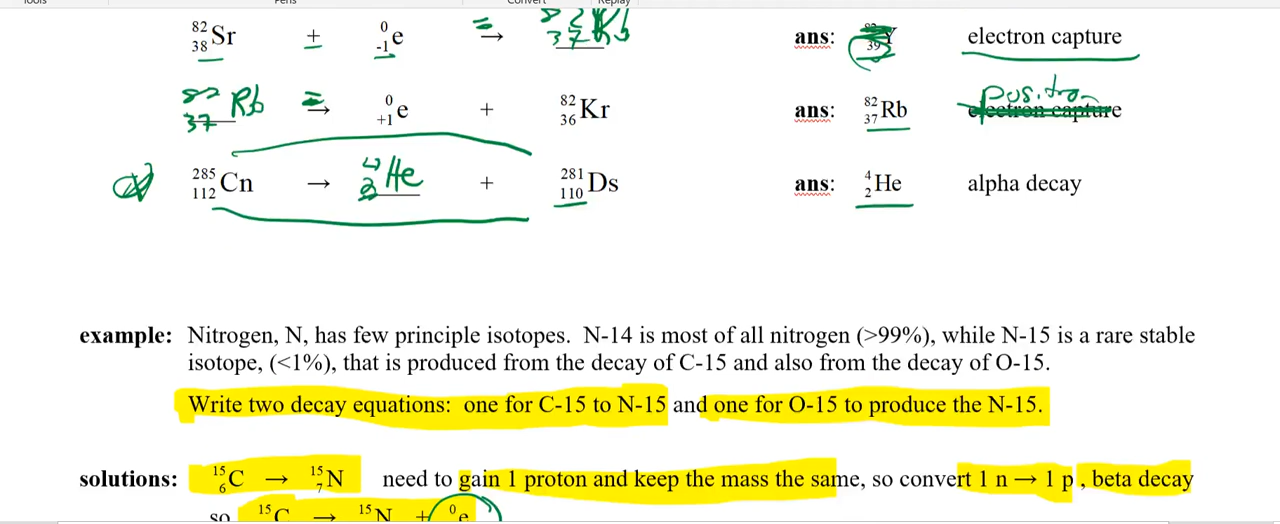 Tools Pens Convert Replay
⁸²₃₈Sr + ⁰₋₁e ⇒ ⁸²₃₇Rb ans: ₃₉Y electron capture
⁸²₃₇Rb ⇒ ⁰₊₁e + ⁸²₃₆Kr ans: ⁸²₃₇Rb positron electron capture
²⁸⁵₁₁₂Cn → ⁴₂He + ²⁸¹₁₁₀Ds ans: ⁴₂He alpha decay
example: Nitrogen, N, has few principle isotopes. N-14 is most of all nitrogen (>99%), while N-15 is a rare stable
isotope, (<1%), that is produced from the decay of C-15 and also from the decay of O-15.
Write two decay equations: one for C-15 to N-15 and one for O-15 to produce the N-15.
solutions: ¹⁵₆C → ¹⁵₇N need to gain 1 proton and keep the mass the same, so convert 1 n → 1 p , beta decay
so ¹⁵C → ¹⁵N + ⁰e